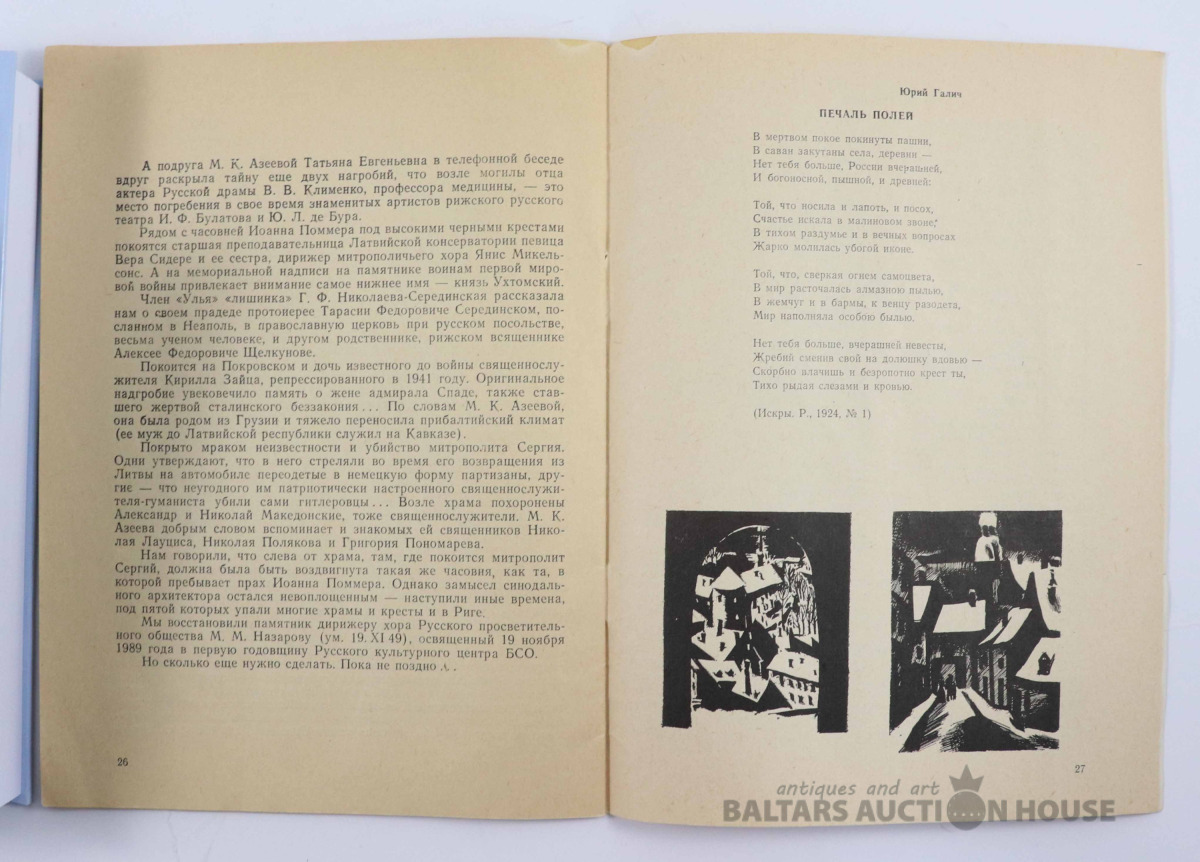 А подруга М. К. Азеевой Татьяна Евгеньевна в телефонной беседе
вдруг раскрыла тайну еще двух нагробий, что возле могилы отца
актера Русской драмы В. В. Клименко, профессора медицины, — это
место погребения в свое время знаменитых артистов рижского русского
театра И. Ф. Булатова и Ю. Л. де Бура.
Рядом с часовней Иоанна Поммера под высокими черными крестами
покоятся старшая преподавательница Латвийской консерватории певица
Вера Сидере и ее сестра, дирижер митрополичьего хора Янис Микель-
сонс. А на мемориальной надписи на памятнике воинам первой миро-
вой войны привлекает внимание самое нижнее имя — князь Ухтомский.
Член «Улья» «лишинка» Г. Ф. Николаева-Серединская рассказала
нам о своем прадеде протоиерее Тарасии Федоровиче Серединском, по-
сланном в Неаполь, в православную церковь при русском посольстве,
весьма ученом человеке, и другом родственнике, рижском всященнике
Алексее Федоровиче Щелкунове.
Покоится на Покровском и дочь известного до войны священнослу-
жителя Кирилла Зайца, репрессированного в 1941 году. Оригинальное
надгробие увековечило память о жене адмирала Спаде, также став-
шего жертвой сталинского беззакония... По словам М. К. Азеевой,
она была родом из Грузии и тяжело переносила прибалтийский климат
(ее муж до Латвийской республики служил на Кавказе).
Покрыто мраком неизвестности и убийство митрополита Сергия.
Одни утверждают, что в него стреляли во время его возвращения из
Литвы на автомобиле переодетые в немецкую форму партизаны, дру-
гие — что неугодного им патриотически настроенного священнослужи-
теля-гуманиста убили сами гитлеровцы... Возле храма похоронены
Александр и Николай Македонские, тоже священнослужители. М. К.
Азеева добрым словом вспоминает и знакомых ей священников Нико-
лая Лауциса, Николая Полякова и Григория Пономарева.
Нам говорили, что слева от храма, там, где покоится митрополит
Сергий, должна была быть воздвигнута такая же часовня, как та, в
которой пребывает прах Иоанна Поммера. Однако замысел синодаль-
ного архитектора остался невоплощенным — наступили иные времена,
под пятой которых упали многие храмы и кресты и в Риге.
Мы восстановили памятник дирижеру хора Русского просветитель-
ного общества М. М. Назарову (ум. 19. XI 49), освященный 19 ноября
1989 года в первую годовщину Русского культурного центра БСО.
Но сколько еще нужно сделать. Пока не поздно...
26
Юрий Галич
ПЕЧАЛЬ ПОЛЕЙ
В мертвом покое покинуты пашни,
В саван закутаны села, деревни —
Нет тебя больше, России вчерашней,
И богоносной, пышной, и древней:
Той, что носила и лапоть, и посох,
Счастье искала в малиновом звоне,
В тихом раздумье и в вечных вопросах
Жарко молилась убогой иконе.
Той, что, сверкая огнем самоцвета,
В мир расточалась алмазною пылью,
В жемчуг и в бармы, к венцу разодета,
Мир наполняла особою былью.
Нет тебя больше, вчерашней невесты,
Жребий сменив свой на долюшку вдовью —
Скорбно влачишь и безропотно крест ты,
Тихо рыдая слезами и кровью.
(Искры. Р., 1924, № 1)
27
antiques and art
BALTARS AUCTION HOUSE